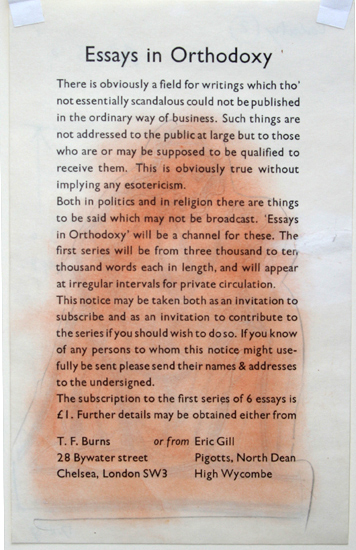 Essays in Orthodoxy
There is obviously a field for writings which tho'
not essentially scandalous could not be published
in the ordinary way of business. Such things are
not addressed to the public at large but to those
who are or may be supposed to be qualified to
receive them. This is obviously true without
implying any esotericism.
Both in politics and in religion there are things
to be said which may not be broadcast. 'Essays
in Orthodoxy' will be a channel for these. The
first series will be from three thousand to ten
thousand words each in length, and will appear
at irregular intervals for private circulation.
This notice may be taken both as an invitation to
subscribe and as an invitation to contribute to
the series if you should wish to do so. If you know
of any persons to whom this notice might use-
fully be sent please send their names & addresses
to the undersigned.
The subscription to the first series of 6 essays is
£1. Further details may be obtained either from
T. F. Burns or from Eric Gill
28 Bywater street Pigotts, North Dean
Chelsea, London SW3 High Wycombe